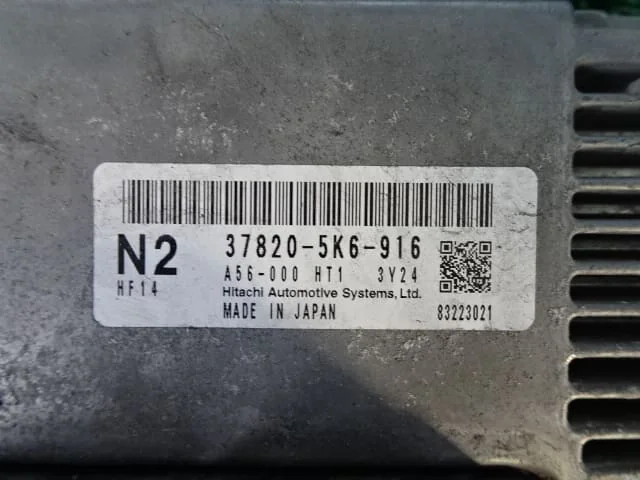 N2 37820-5K6-916
HF14 A56-000 HT1 3Y24
Hitachi Automotive Systems, Ltd.
MADE IN JAPAN 83223021